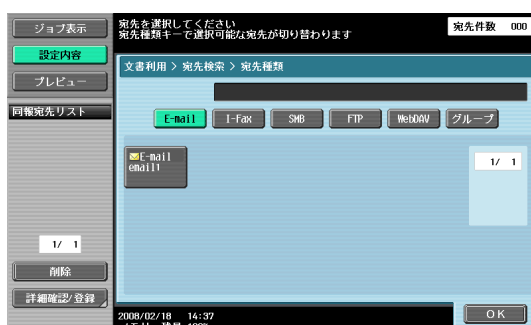 ジョブ表示
設定内容
プレビュー
同報宛先リスト
1/ 1
削除
詳細確認/登録
宛先を選択してください
宛先種類キーで選択可能な宛先が切り替わります
宛先件数 000
文書利用 > 宛先検索 > 宛先種類
E-mail I-Fax SMB FTP WebDAV グループ
E-mail
email1
1/ 1
2008/02/18 14:37
OK